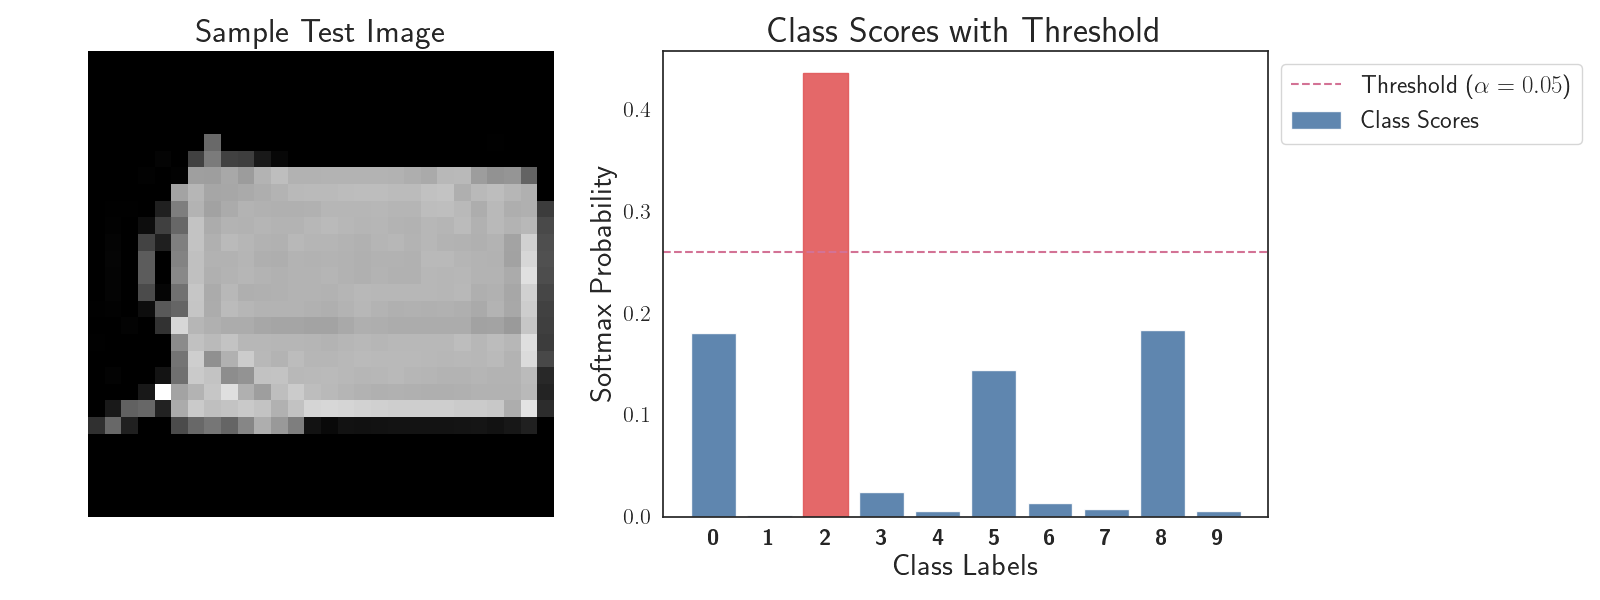 Sample Test Image
Class Scores with Threshold
Threshold (α = 0.05)
Class Scores
Softmax Probability
0.4
0.3
0.2
0.1
0.0
0 1 2 3 4 5 6 7 8 9
Class Labels